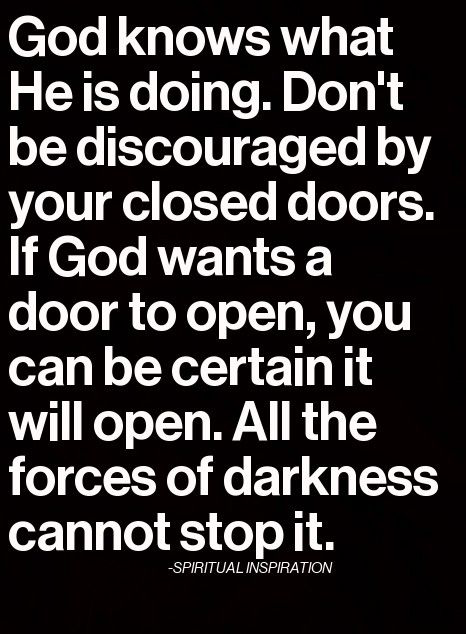 God knows what
He is doing. Don't
be discouraged by
your closed doors.
If God wants a
door to open, you
can be certain it
will open. All the
forces of darkness
cannot stop it.
-SPIRITUAL INSPIRATION